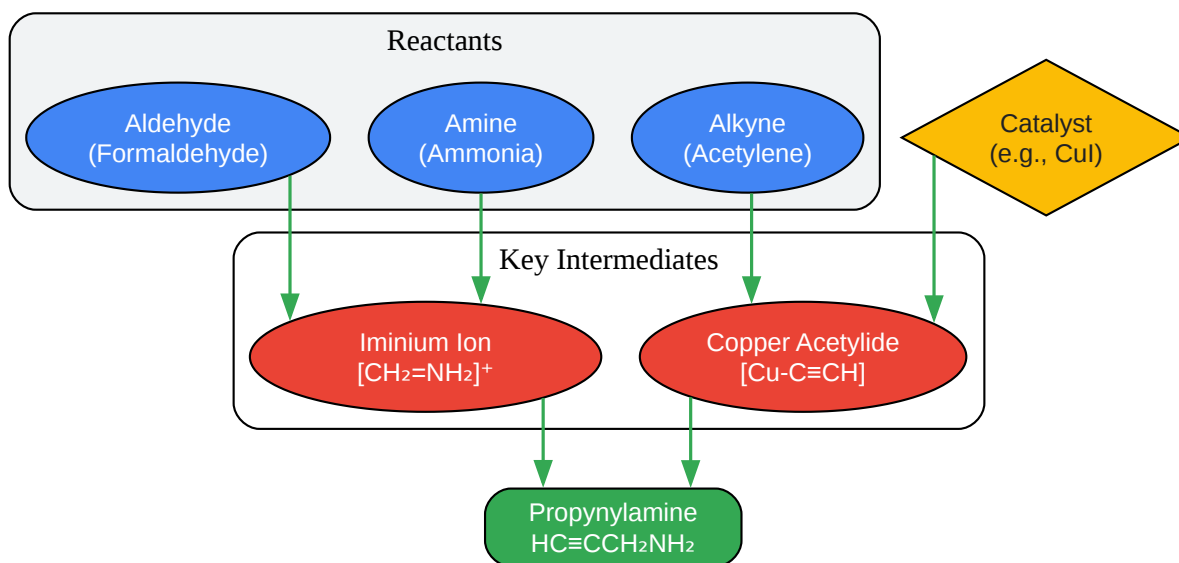 Reactants
Aldehyde
(Formaldehyde)
Amine
(Ammonia)
Alkyne
(Acetylene)
Catalyst
(e.g., CuI)
Key Intermediates
Iminium Ion
[CH₂=NH₂]⁺
Copper Acetylide
[Cu-C≡CH]
Propynylamine
HC≡CCH₂NH₂